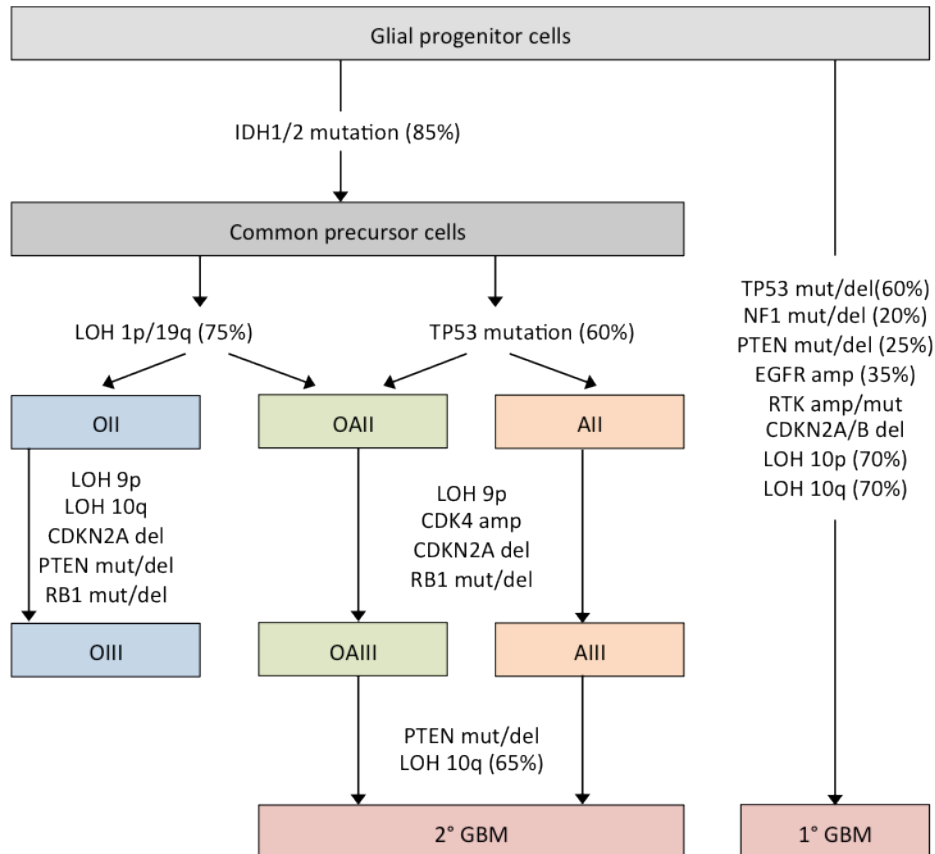 Glial progenitor cells
IDH1/2 mutation (85%)
Common precursor cells
LOH 1p/19q (75%)
TP53 mutation (60%)
TP53 mut/del(60%)
NF1 mut/del (20%)
PTEN mut/del (25%)
EGFR amp (35%)
RTK amp/mut
CDKN2A/B del
LOH 10p (70%)
LOH 10q (70%)
OII
OAII
AII
LOH 9p
LOH 10q
CDKN2A del
PTEN mut/del
RB1 mut/del
LOH 9p
CDK4 amp
CDKN2A del
RB1 mut/del
OIII
OAIII
AIII
PTEN mut/del
LOH 10q (65%)
2° GBM
1° GBM